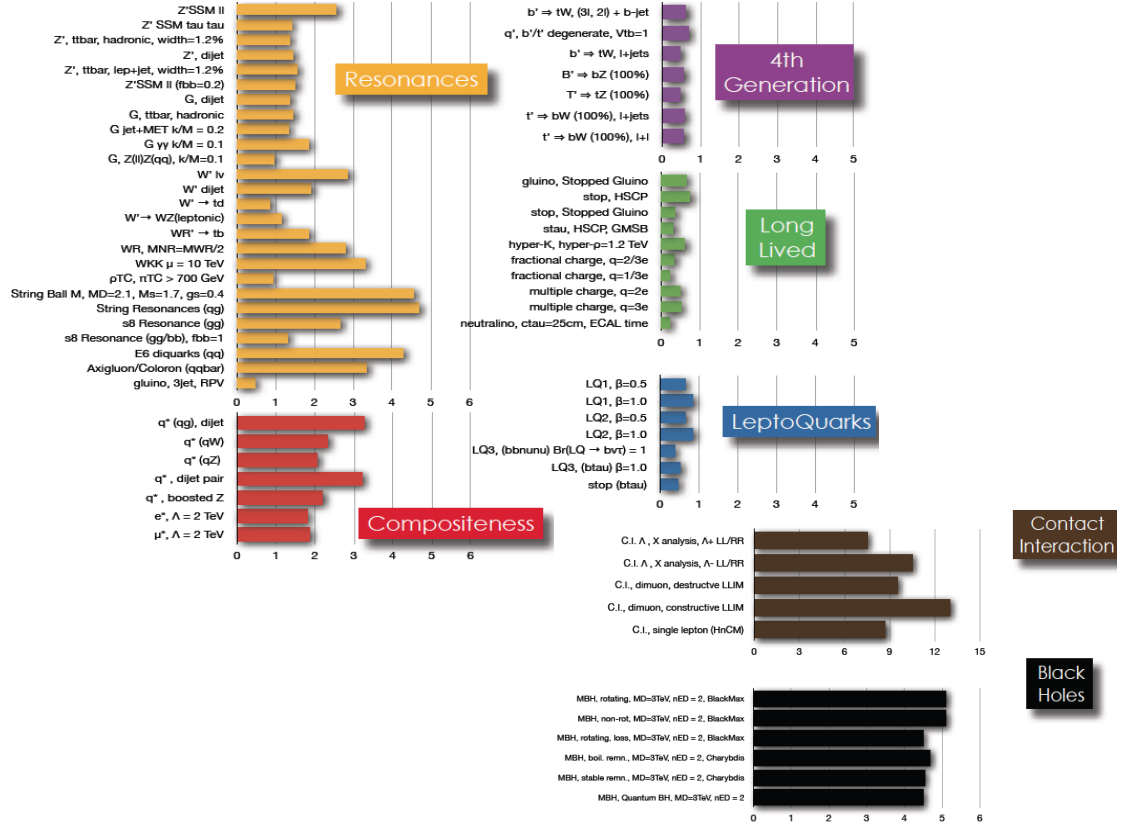 Z'SSM ll
Z' SSM tau tau
Z', ttbar, hadronic, width=1.2%
Z', dijet
Z', ttbar, lep+jet, width=1.2%
Z'SSM ll (fbb=0.2)
G, dijet
G, ttbar, hadronic
G jet+MET k/M = 0.2
G γγ k/M = 0.1
G, Z(ll)Z(qq), k/M=0.1
W' lν
W' dijet
W' → td
W'→ WZ(leptonic)
WR' → tb
WR, MNR=MWR/2
WKK μ = 10 TeV
ρTC, πTC > 700 GeV
String Ball M, MD=2.1, Ms=1.7, gs=0.4
String Resonances (qg)
s8 Resonance (gg)
s8 Resonance (gg/bb), fbb=1
E6 diquarks (qq)
Axigluon/Coloron (qqbar)
gluino, 3jet, RPV
0 1 2 3 4 5 6
Resonances
q* (qg), dijet
q* (qW)
q* (qZ)
q* , dijet pair
q* , boosted Z
e*, Λ = 2 TeV
μ*, Λ = 2 TeV
0 1 2 3 4 5 6
Compositeness
b' ⇒ tW, (3l, 2l) + b-jet
q', b'/t' degenerate, Vtb=1
b' ⇒ tW, l+jets
B' ⇒ bZ (100%)
T' ⇒ tZ (100%)
t' ⇒ bW (100%), l+jets
t' ⇒ bW (100%), l+l
0 1 2 3 4 5
4th
Generation
gluino, Stopped Gluino
stop, HSCP
stop, Stopped Gluino
stau, HSCP, GMSB
hyper-K, hyper-ρ=1.2 TeV
fractional charge, q=2/3e
fractional charge, q=1/3e
multiple charge, q=2e
multiple charge, q=3e
neutralino, ctau=25cm, ECAL time
0 1 2 3 4 5
Long
Lived
LQ1, β=0.5
LQ1, β=1.0
LQ2, β=0.5
LQ2, β=1.0
LQ3, (bbnunu) Br(LQ → bντ) = 1
LQ3, (btau) β=1.0
stop (btau)
0 1 2 3 4 5
LeptoQuarks
C.I. Λ , X analysis, Λ+ LL/RR
C.I. Λ , X analysis, Λ- LL/RR
C.I., dimuon, destructve LLIM
C.I., dimuon, constructive LLIM
C.I., single lepton (HnCM)
0 3 6 9 12 15
Contact
Interaction
MBH, rotating, MD=3TeV, nED = 2, BlackMax
MBH, non-rot, MD=3TeV, nED = 2, BlackMax
MBH, rotating, loss, MD=3TeV, nED = 2, BlackMax
MBH, boil. remn., MD=3TeV, nED = 2, Charybdis
MBH, stable remn., MD=3TeV, nED = 2, Charybdis
MBH, Quantum BH, MD=3TeV, nED = 2
0 1 2 3 4 5 6
Black
Holes